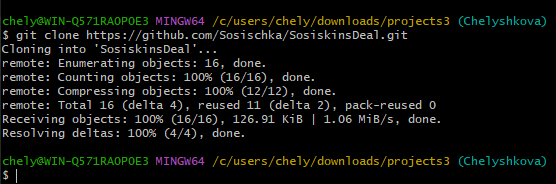 chely@WIN-Q571RAOPOE3 MINGW64 /c/users/chely/downloads/projects3 (Chelyshkova)
$ git clone https://github.com/Sosischka/SosiskinsDeal.git
Cloning into 'SosiskinsDeal'...
remote: Enumerating objects: 16, done.
remote: Counting objects: 100% (16/16), done.
remote: Compressing objects: 100% (12/12), done.
remote: Total 16 (delta 4), reused 11 (delta 2), pack-reused 0
Receiving objects: 100% (16/16), 126.91 KiB | 1.06 MiB/s, done.
Resolving deltas: 100% (4/4), done.
chely@WIN-Q571RAOPOE3 MINGW64 /c/users/chely/downloads/projects3 (Chelyshkova)
$